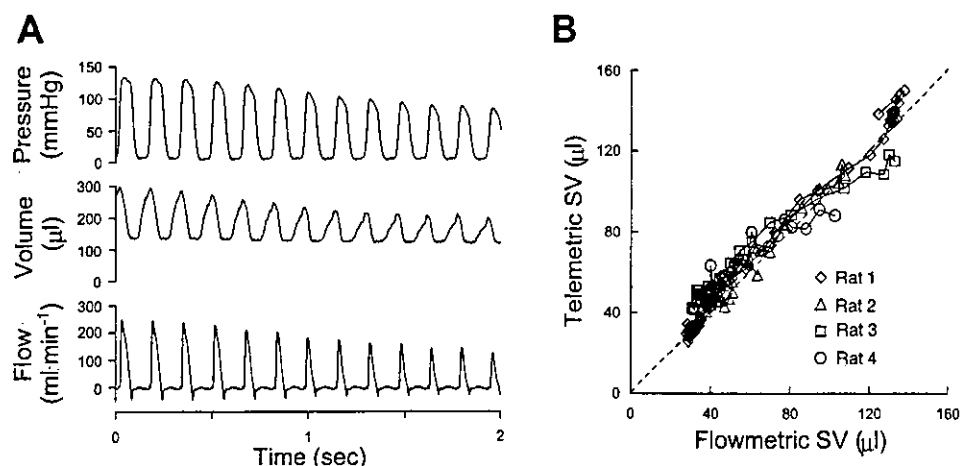 A
Pressure
(mmHg)
150
100
50
0
Volume
(μl)
300
200
100
0
Flow
(ml·min⁻¹)
300
200
100
0
0
1
2
Time (sec)
B
Telemetric SV (μl)
160
120
80
40
0
◇ Rat 1
△ Rat 2
□ Rat 3
○ Rat 4
0
40
80
120
160
Flowmetric SV (μl)